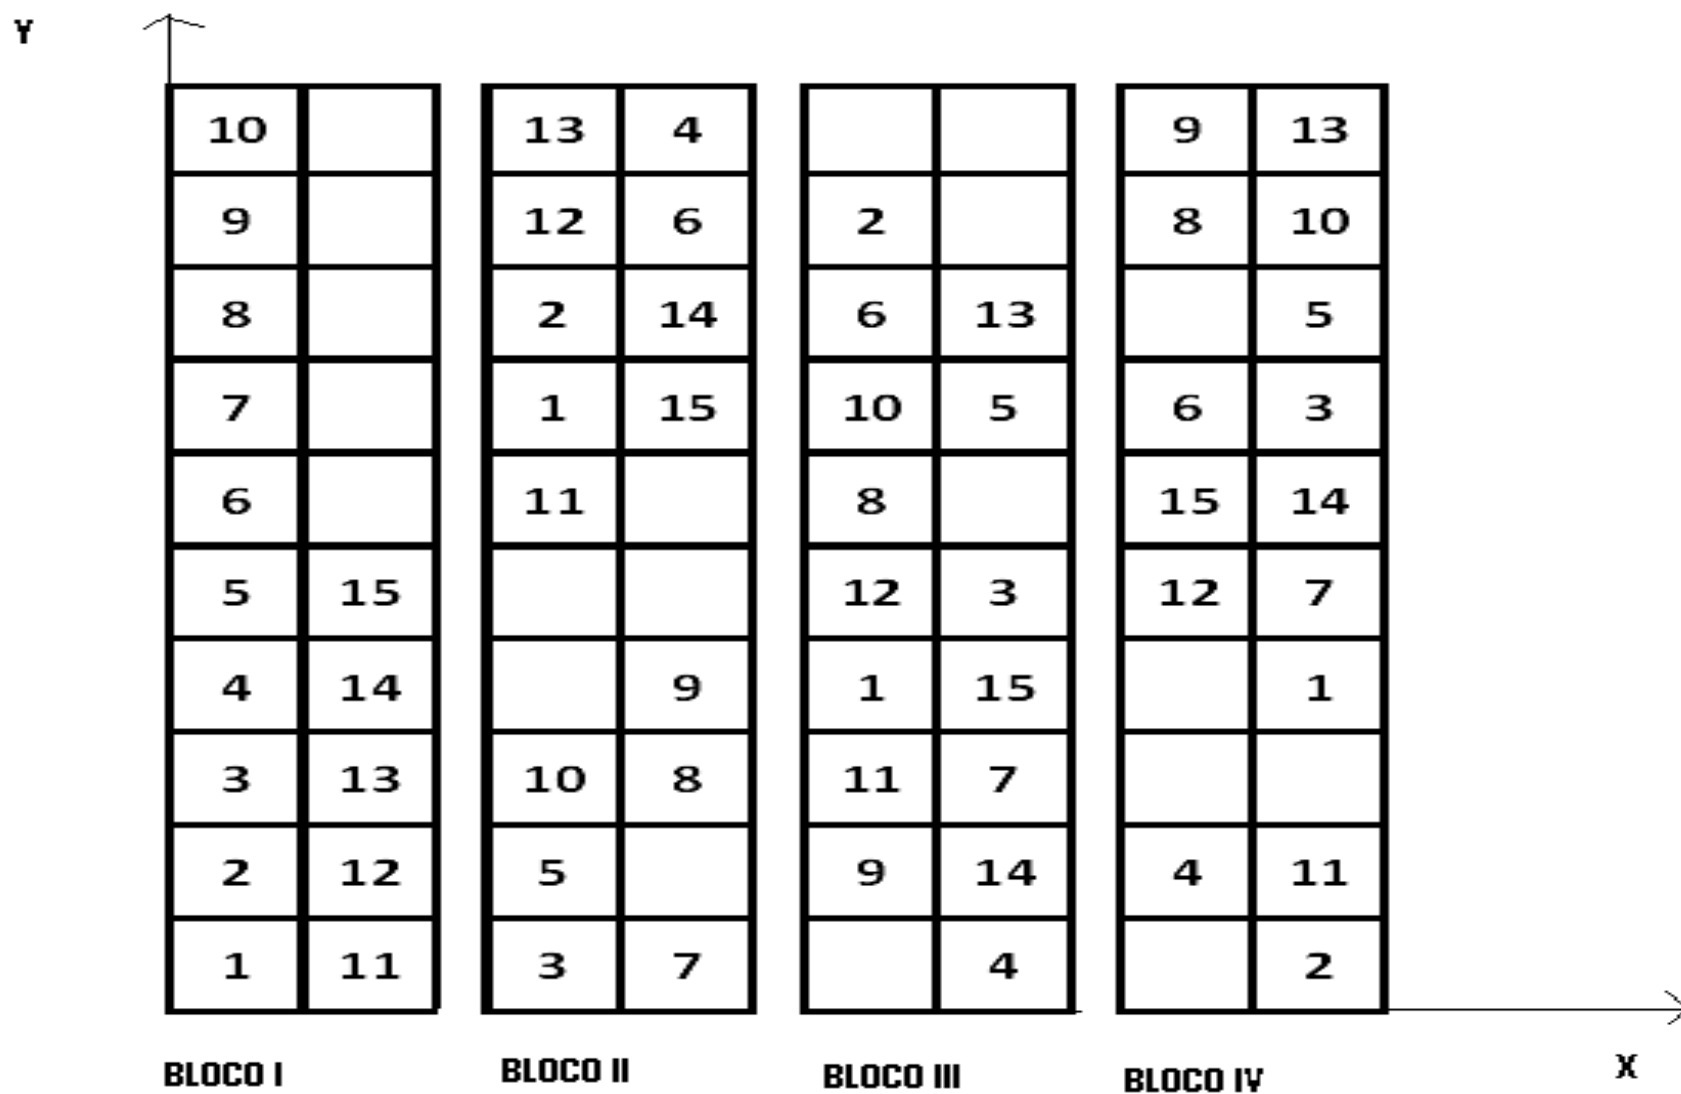 Y
10 13 4 9 13
9 12 6 2 8 10
8 2 14 6 13 5
7 1 15 10 5 6 3
6 11 8 15 14
5 15 12 3 12 7
4 14 9 1 15 1
3 13 10 8 11 7
2 12 5 9 14 4 11
1 11 3 7 4 2
BLOCO I BLOCO II BLOCO III BLOCO IV X